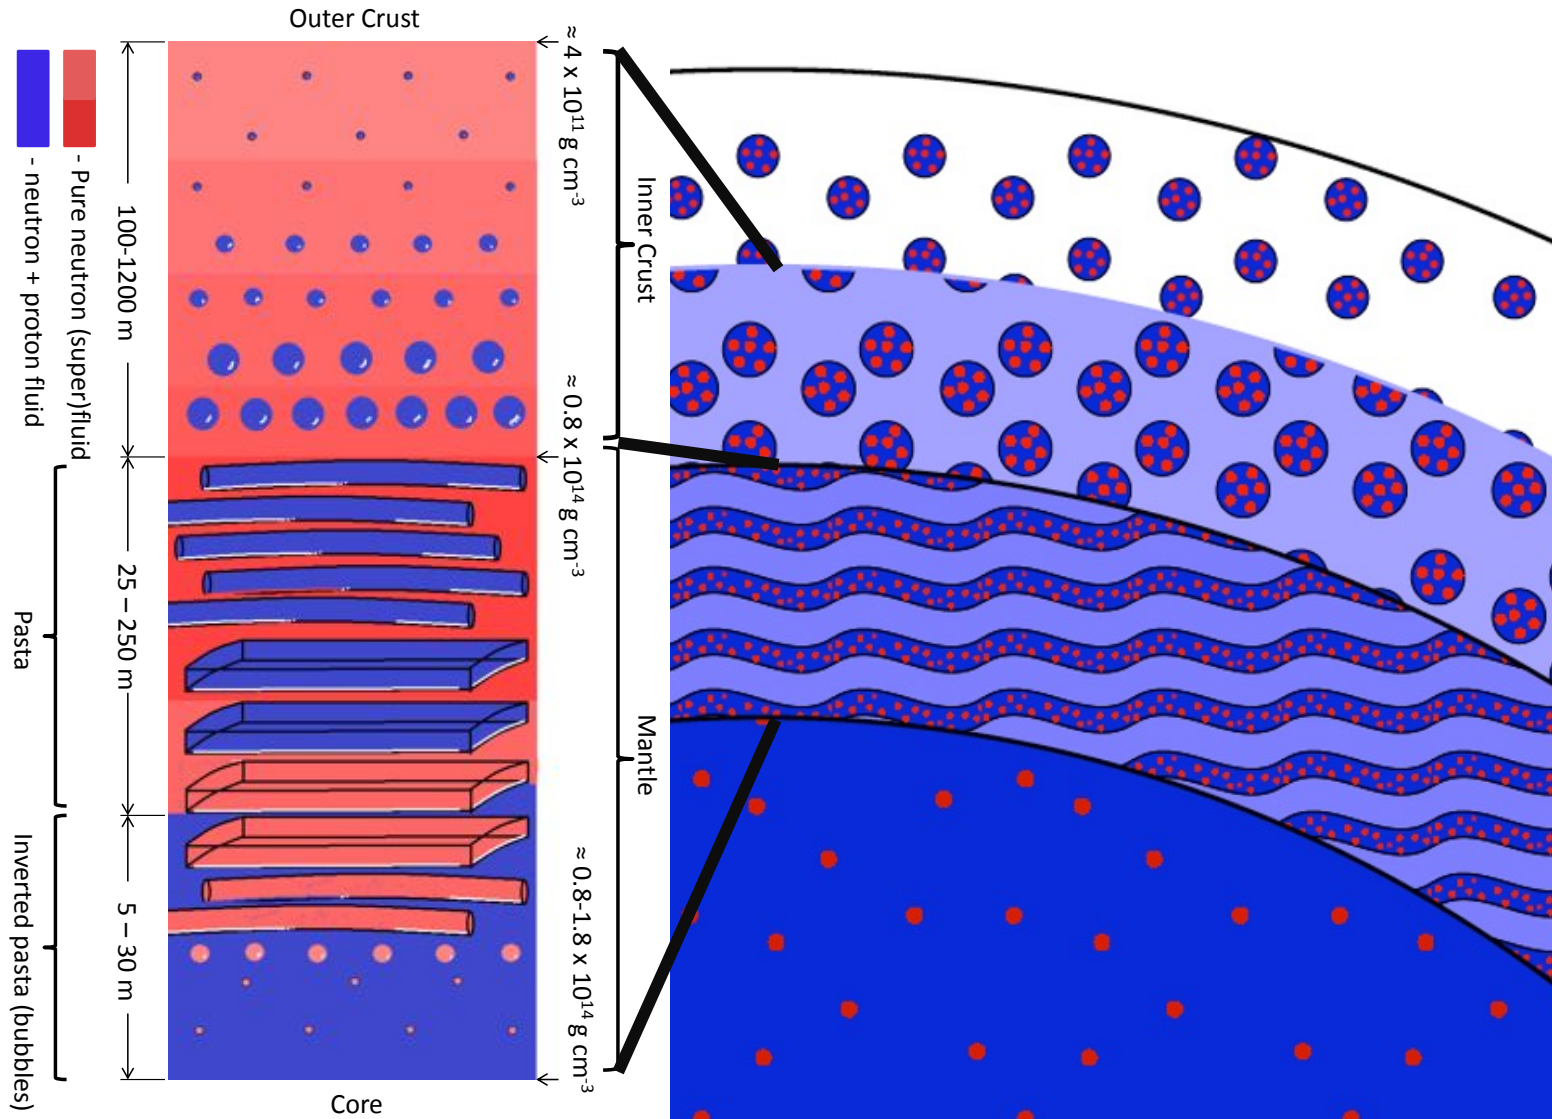 Outer Crust
- Pure neutron (super)fluid
- neutron + proton fluid
100-1200 m
25 – 250 m
5 – 30 m
Pasta
Inverted pasta (bubbles)
≈ 4 x 10¹¹ g cm⁻³
≈ 0.8 x 10¹⁴ g cm⁻³
≈ 0.8-1.8 x 10¹⁴ g cm⁻³
Inner Crust
Mantle
Core